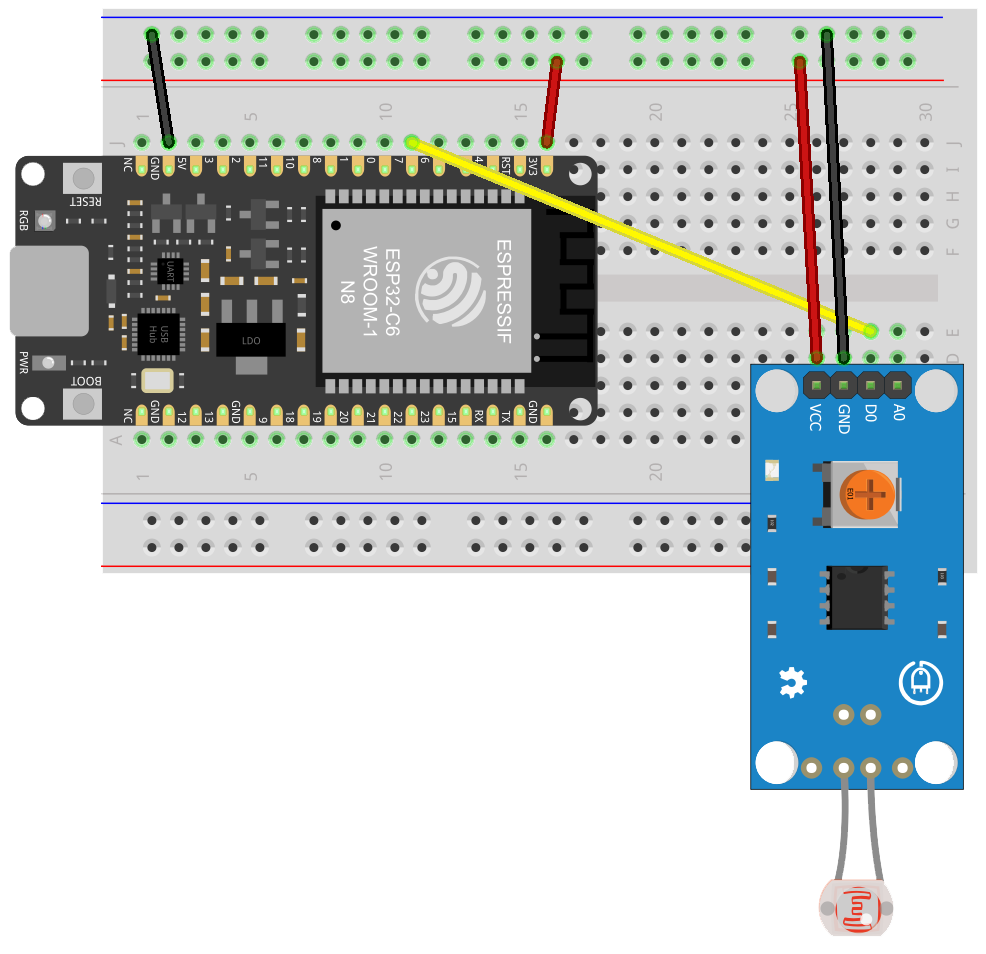 1
5
10
15
20
25
30
J
J
I
H
G
F
E
D
NC
GND
5V
3
2
11
10
8
1
0
7
6
4
RST
3V3
RESET
RGB
UART
USB
Hub
LDO
PWR
BOOT
ESPRESSIF
ESP32-C6
WROOM-1
N8
NC
GND
12
13
GND
9
18
19
20
21
22
23
15
RX
TX
GND
A
1
5
10
15
20
VCC
GND
D0
A0
E01